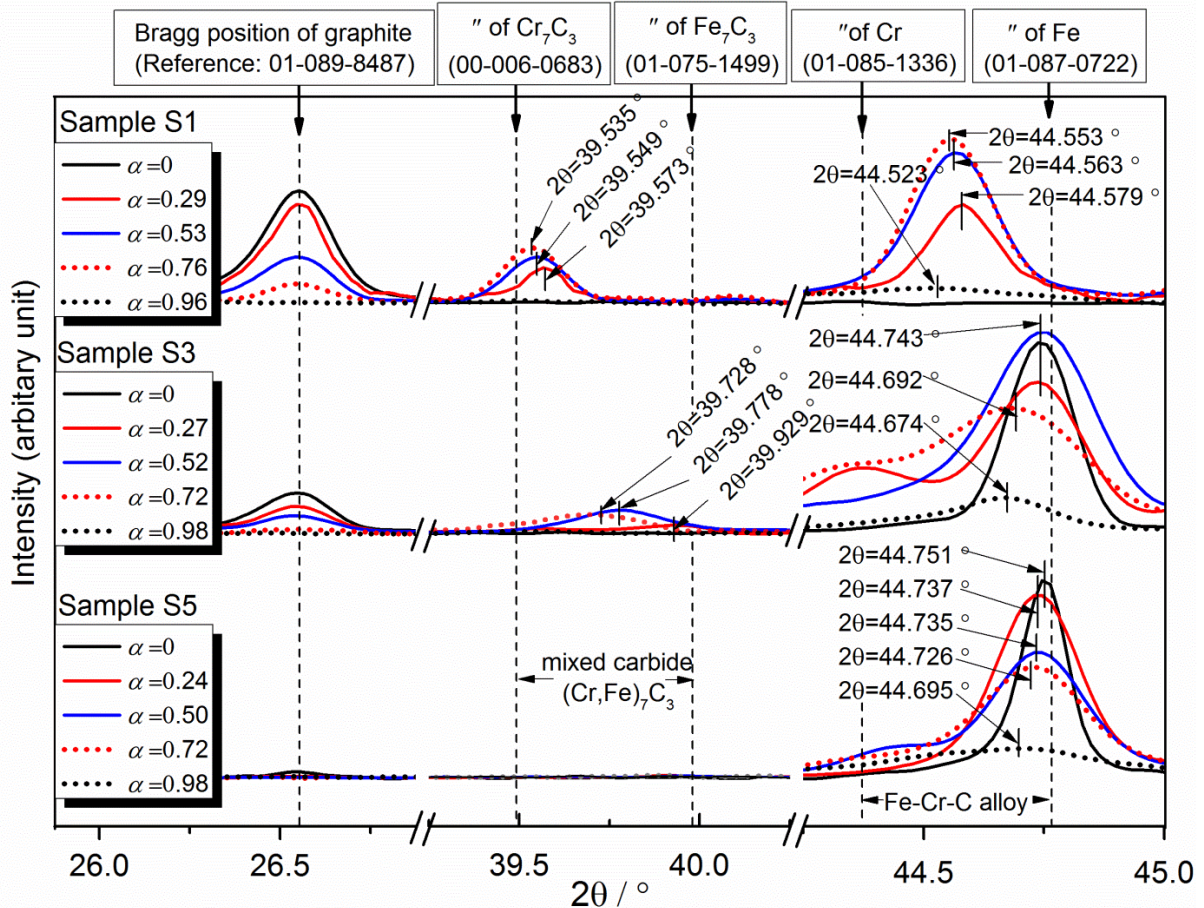 Bragg position of graphite
(Reference: 01-089-8487)
″ of Cr₇C₃
(00-006-0683)
″ of Fe₇C₃
(01-075-1499)
″ of Cr
(01-085-1336)
″ of Fe
(01-087-0722)
Sample S1
α=0
α=0.29
α=0.53
α=0.76
α=0.96
2θ=39.535°
2θ=39.549°
2θ=39.573°
2θ=44.523°
2θ=44.553°
2θ=44.563°
2θ=44.579°
Sample S3
α=0
α=0.27
α=0.52
α=0.72
α=0.98
2θ=39.728°
2θ=39.778°
2θ=39.929°
2θ=44.743°
2θ=44.692°
2θ=44.674°
Sample S5
α=0
α=0.24
α=0.50
α=0.72
α=0.98
mixed carbide
(Cr,Fe)₇C₃
2θ=44.751°
2θ=44.737°
2θ=44.735°
2θ=44.726°
2θ=44.695°
Fe-Cr-C alloy
Intensity (arbitary unit)
26.0
26.5
39.5
40.0
44.5
45.0
2θ / °